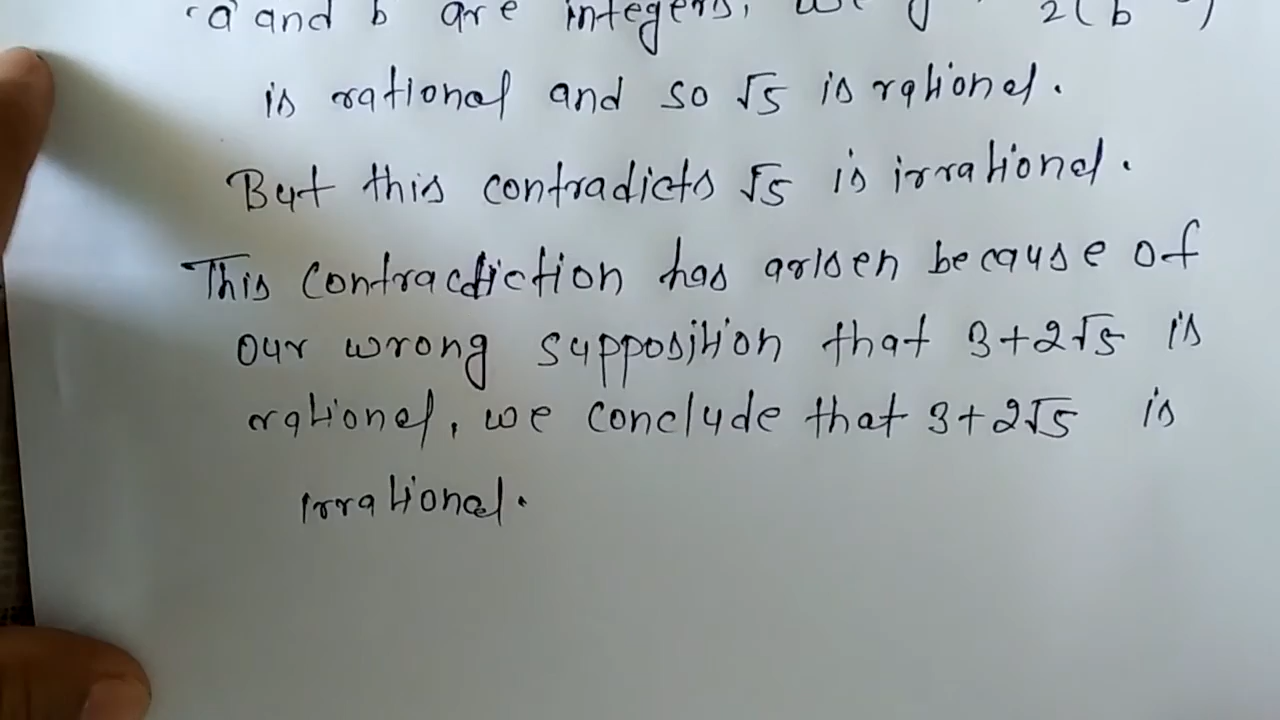 'a' and b are integers, we g 2(b
is rational and so √5 is rational.
But this contradicts √5 is irrational.
This contradiction has arisen because of
our wrong supposition that 3+2√5 is
rational, we conclude that 3+2√5 is
irrational.